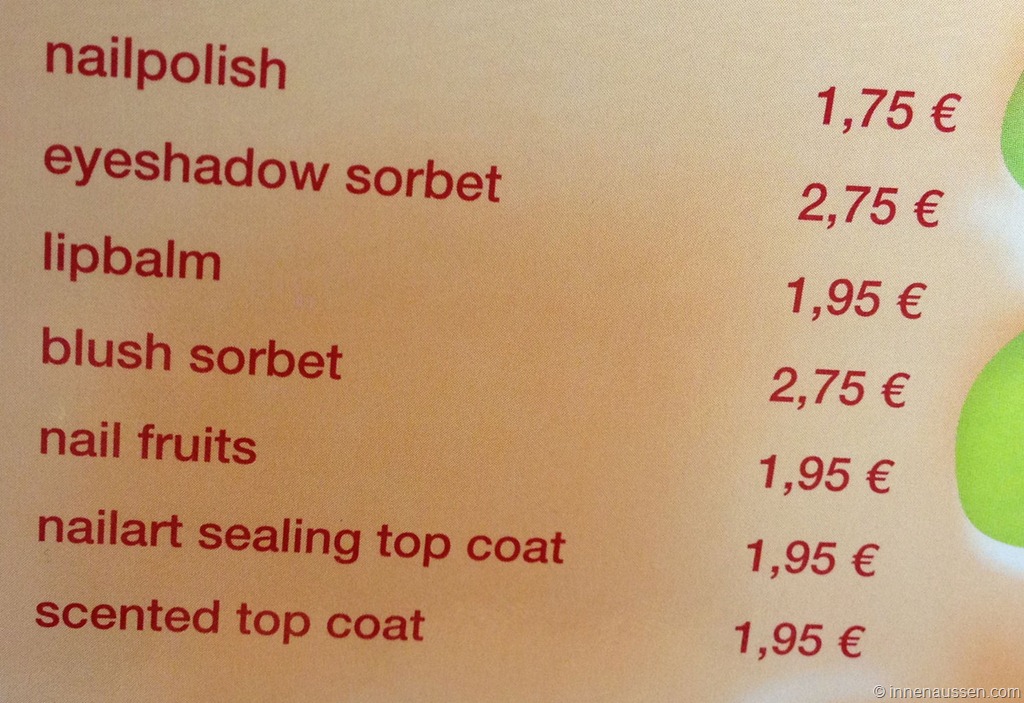 nailpolish 1,75 €
eyeshadow sorbet 2,75 €
lipbalm 1,95 €
blush sorbet 2,75 €
nail fruits 1,95 €
nailart sealing top coat 1,95 €
scented top coat 1,95 €
© innenaussen.com